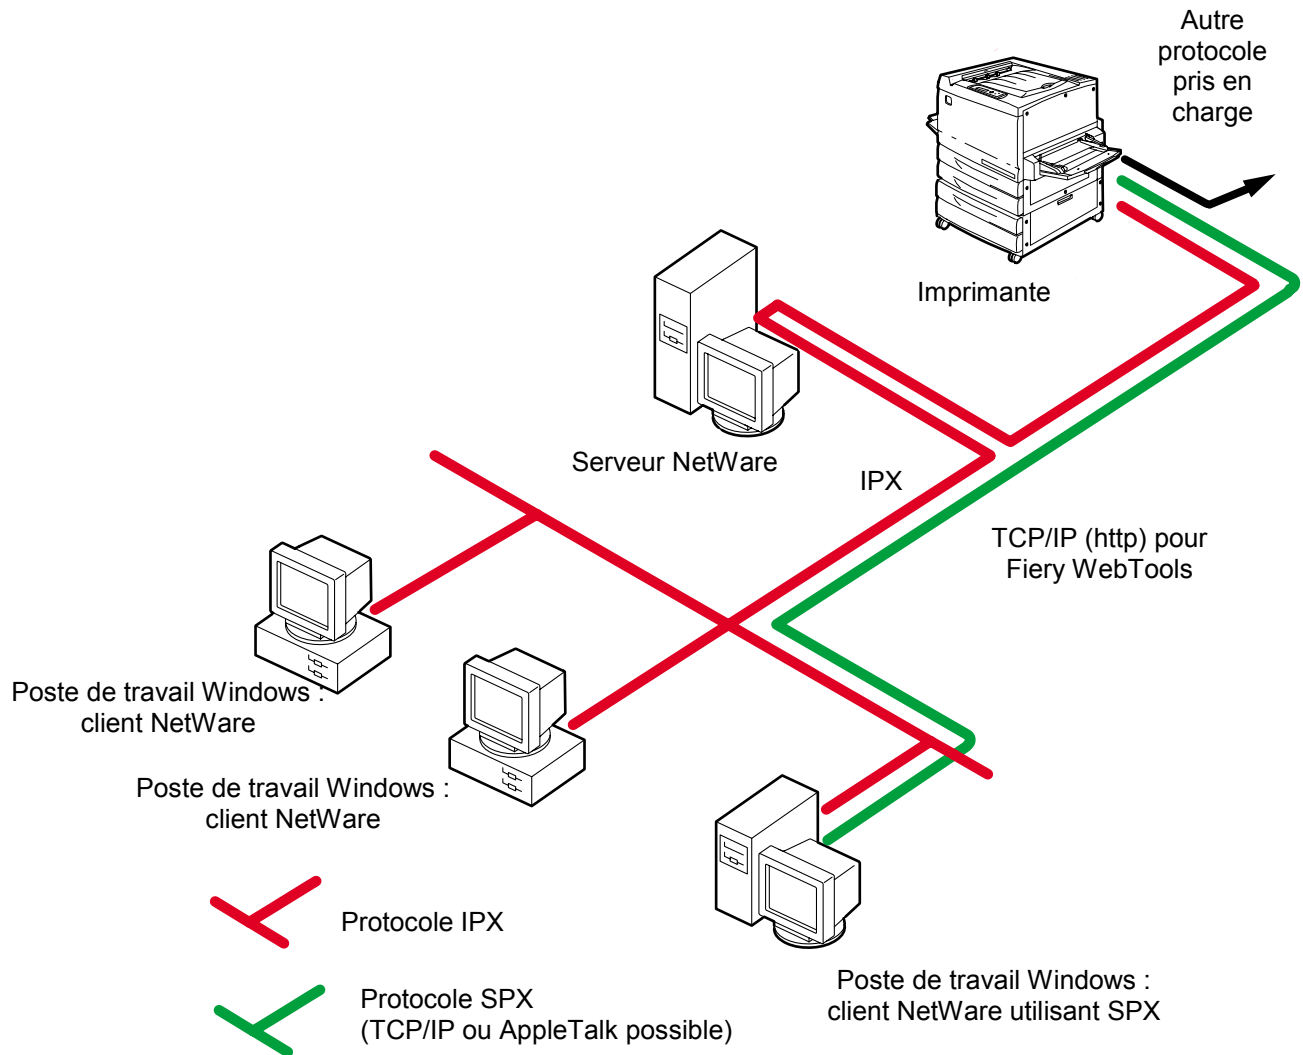 Autre
protocole
pris en
charge
Imprimante
Serveur NetWare
IPX
TCP/IP (http) pour
Fiery WebTools
Poste de travail Windows :
client NetWare
Poste de travail Windows :
client NetWare
Protocole IPX
Protocole SPX
(TCP/IP ou AppleTalk possible)
Poste de travail Windows :
client NetWare utilisant SPX